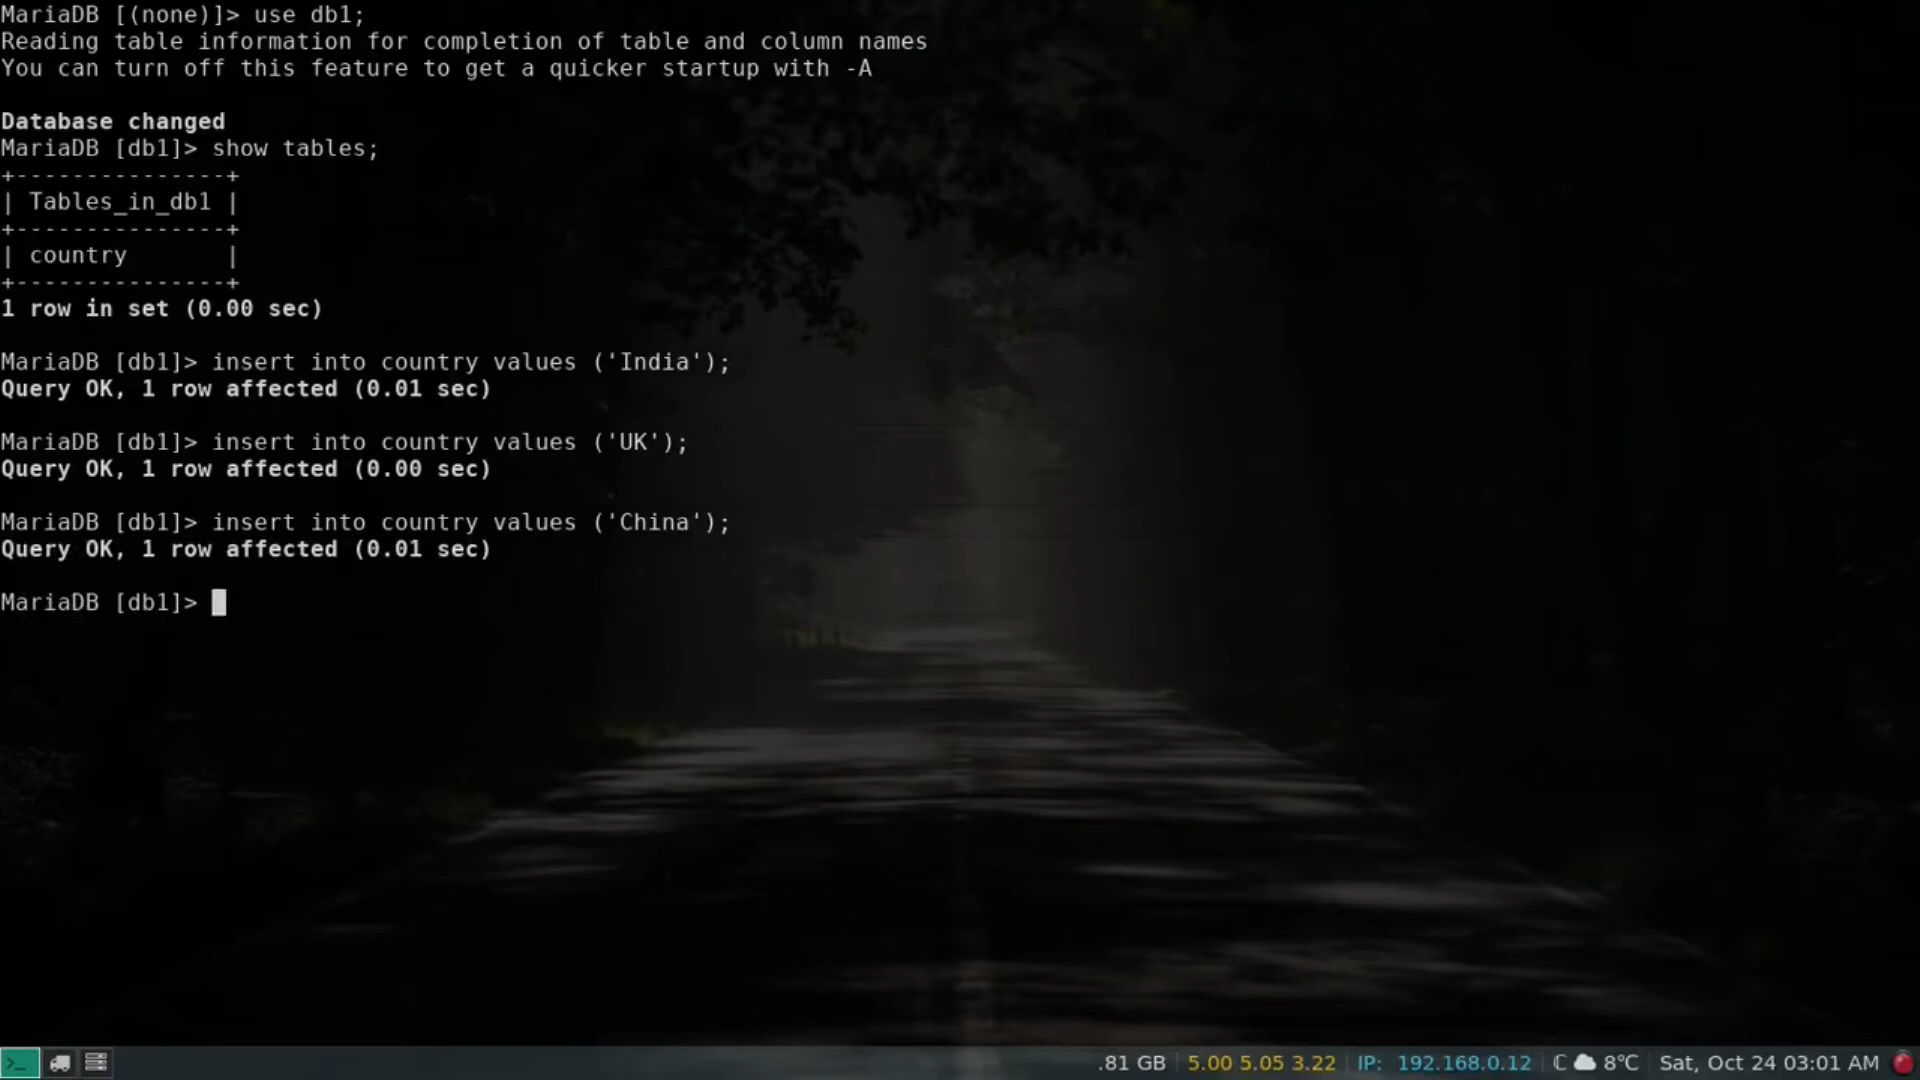 MariaDB [(none)]> use db1;
Reading table information for completion of table and column names
You can turn off this feature to get a quicker startup with -A
Database changed
MariaDB [db1]> show tables;
+---------------+
| Tables_in_db1 |
+---------------+
| country       |
+---------------+
1 row in set (0.00 sec)
MariaDB [db1]> insert into country values ('India');
Query OK, 1 row affected (0.01 sec)
MariaDB [db1]> insert into country values ('UK');
Query OK, 1 row affected (0.00 sec)
MariaDB [db1]> insert into country values ('China');
Query OK, 1 row affected (0.01 sec)
MariaDB [db1]>
.81 GB | 5.00 5.05 3.22 | IP: 192.168.0.12 | 8°C | Sat, Oct 24 03:01 AM